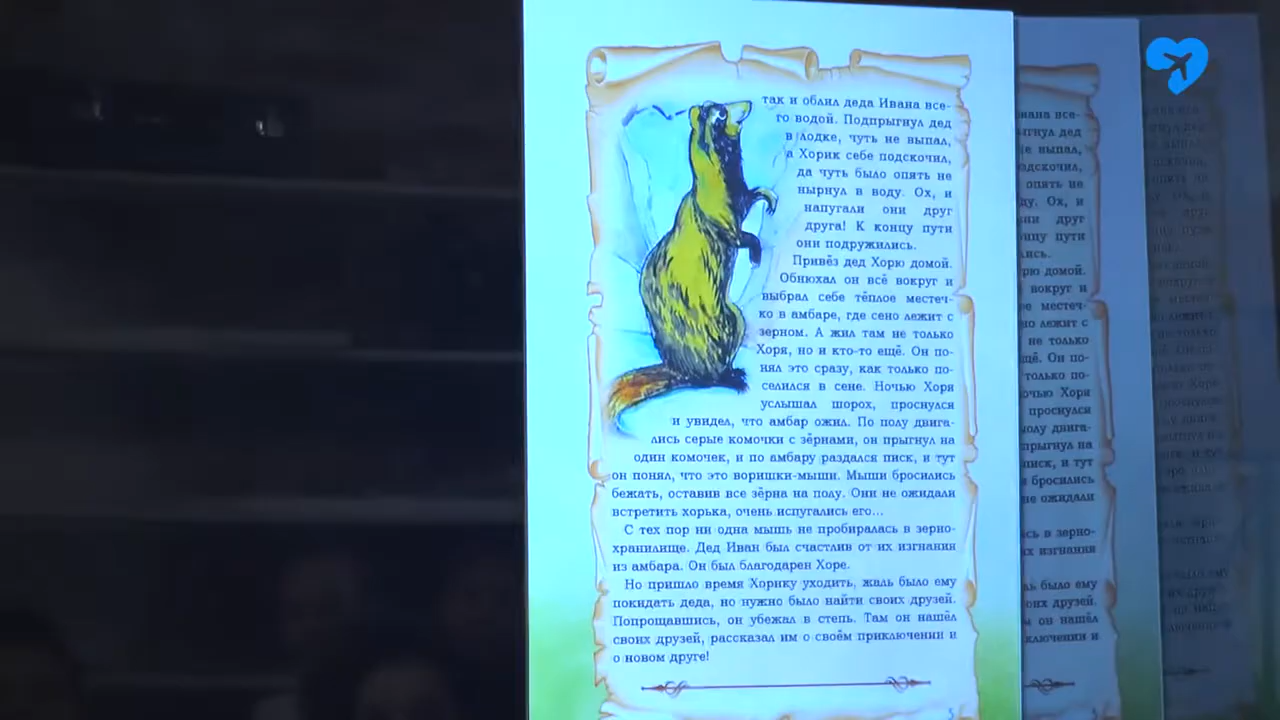 так и облил деда Ивана все-
го водой. Подпрыгнул дед
в лодке, чуть не выпал,
а Хорик себе подскочил,
да чуть было опять не
нырнул в воду. Ох, и
напугали они друг
друга! К концу пути
они подружились.
Привёз дед Хорю домой.
Обнюхал он всё вокруг и
выбрал себе тёплое местеч-
ко в амбаре, где сено лежит с
зерном. А жил там не только
Хоря, но и кто-то ещё. Он по-
нял это сразу, как только по-
селился в сене. Ночью Хоря
услышал шорох, проснулся
и увидел, что амбар ожил. По полу двига-
лись серые комочки с зёрнами, он прыгнул на
один комочек, и по амбару раздался писк, и тут
он понял, что это воришки-мыши. Мыши бросились
бежать, оставив все зёрна на полу. Они не ожидали
встретить хорька, очень испугались его...
С тех пор ни одна мышь не пробиралась в зерно-
хранилище. Дед Иван был счастлив от их изгнания
из амбара. Он был благодарен Хоре.
Но пришло время Хорику уходить, жаль было ему
покидать деда, но нужно было найти своих друзей.
Попрощавшись, он убежал в степь. Там он нашёл
своих друзей, рассказал им о своём приключении и
о новом друге!
5